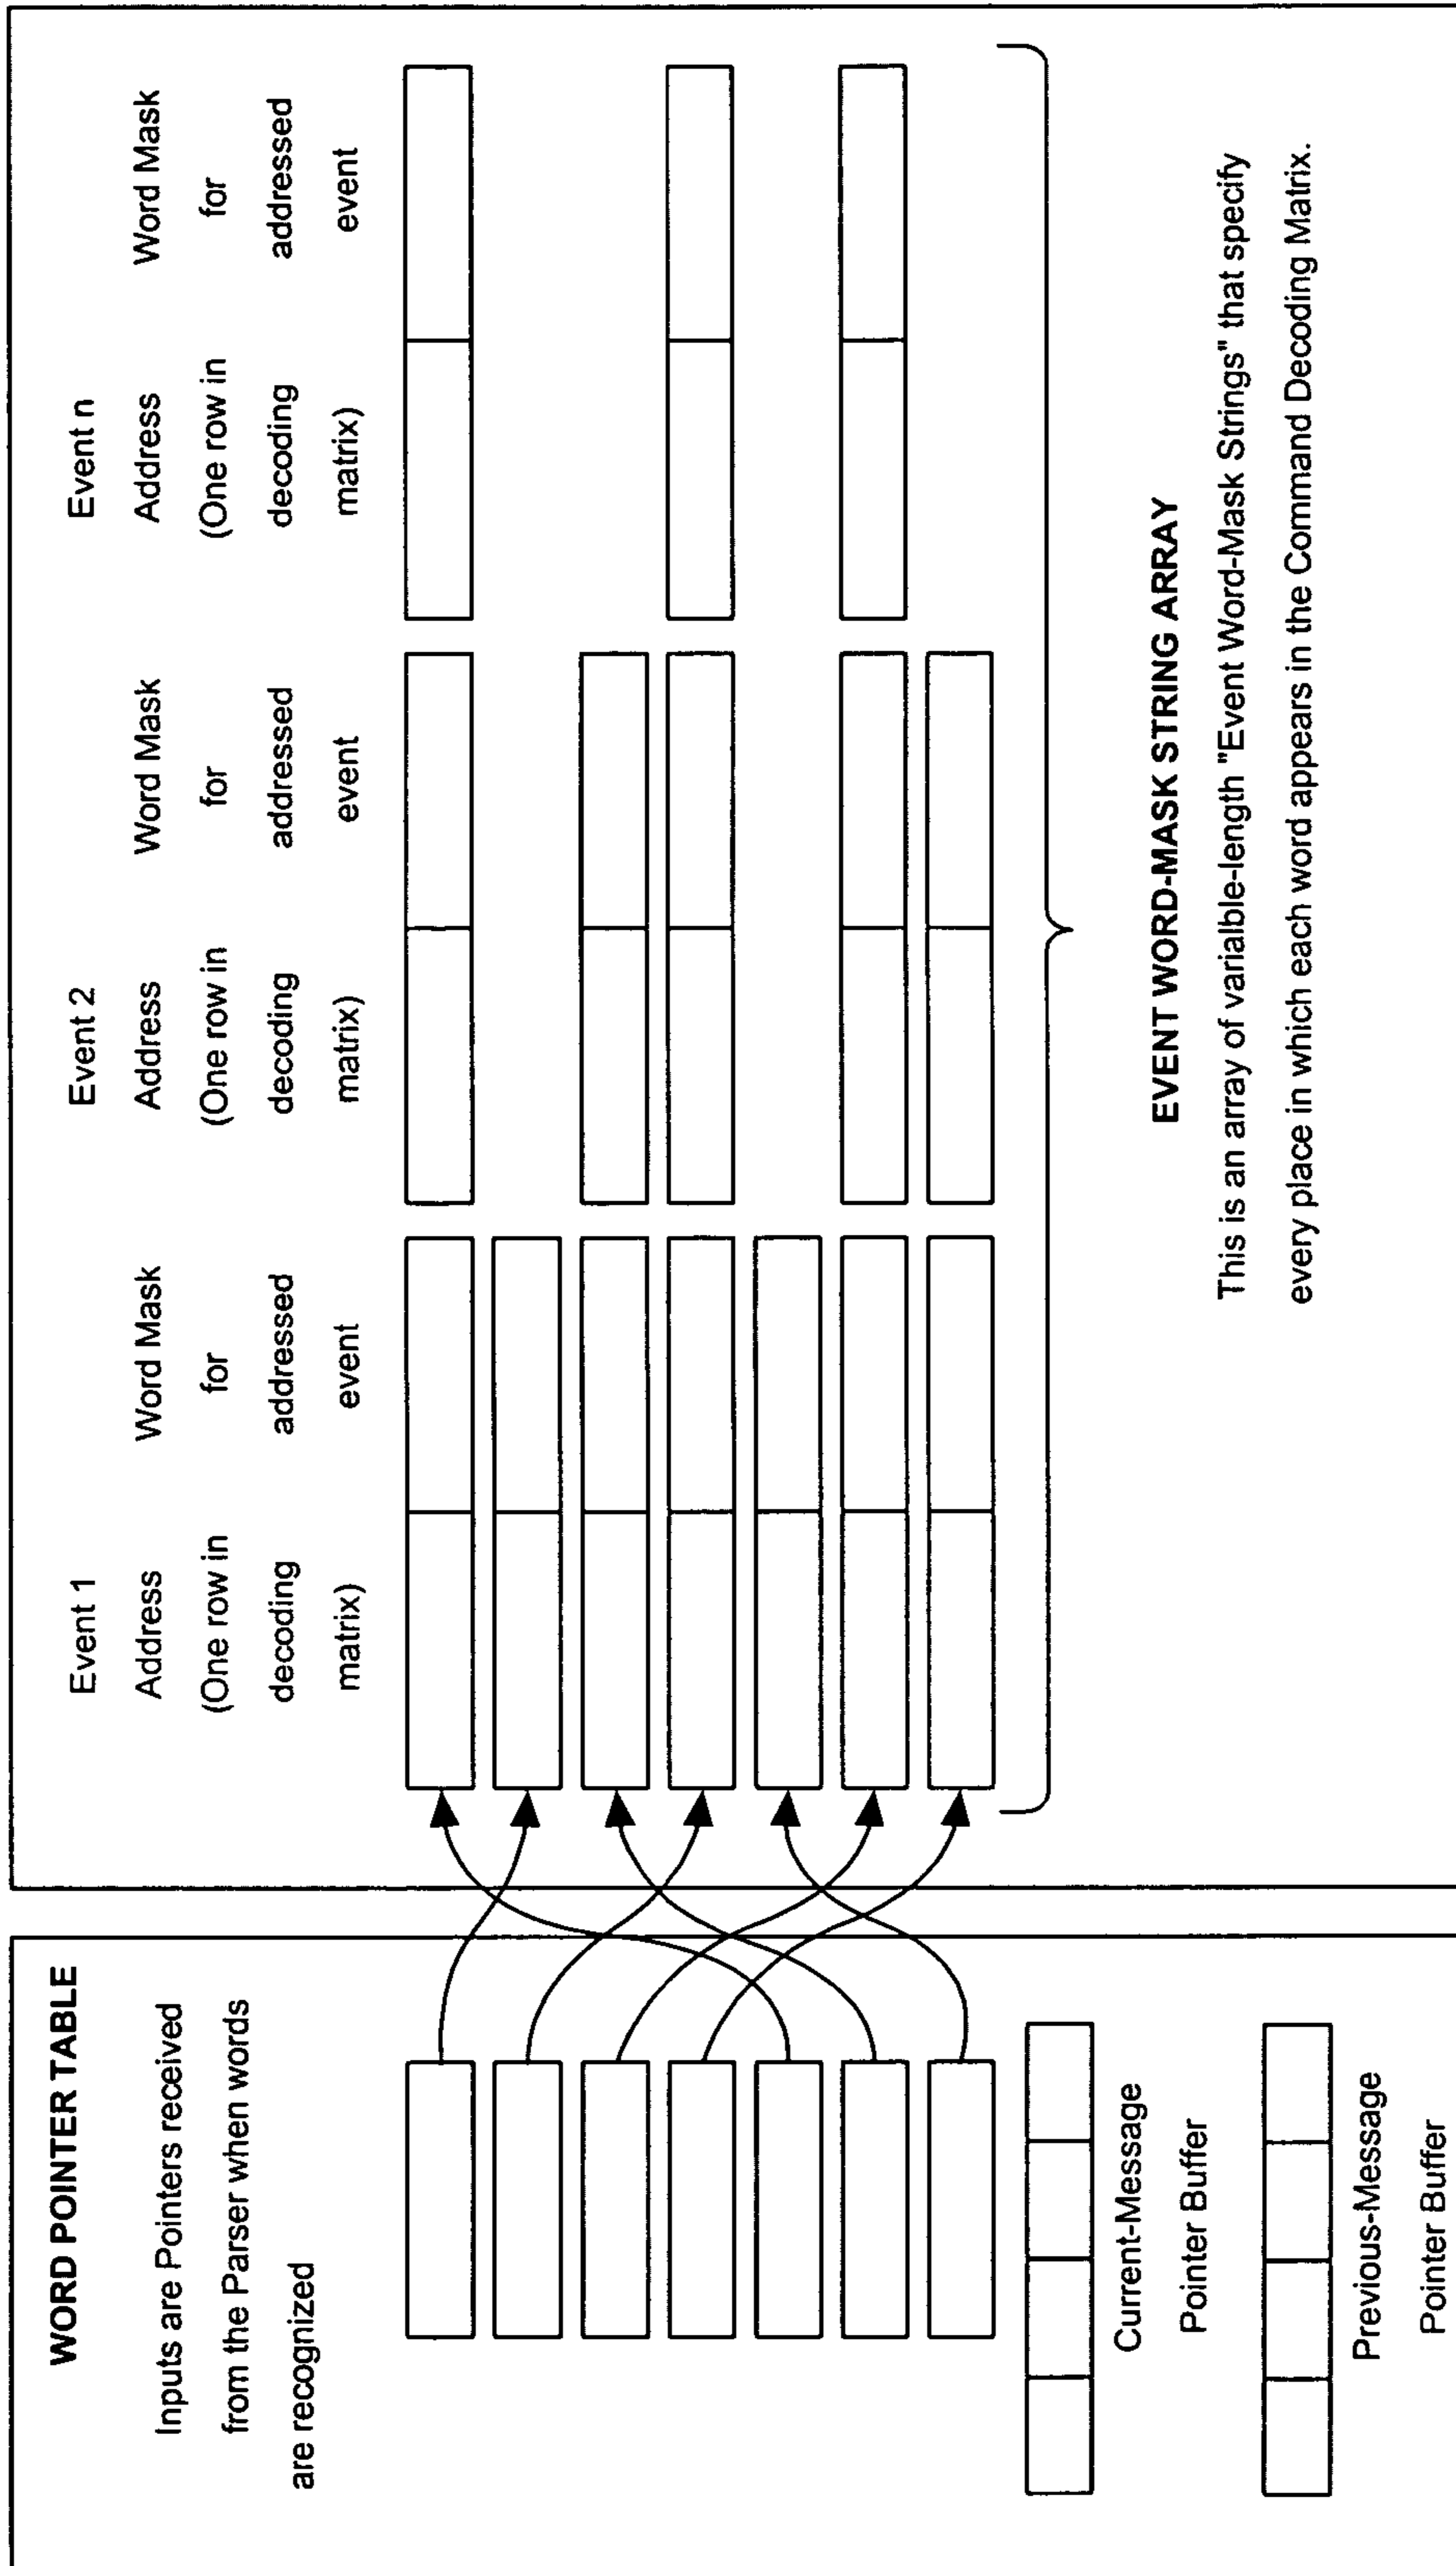 WORD POINTER TABLE
Inputs are Pointers received
from the Parser when words
are recognized
Current-Message
Pointer Buffer
Previous-Message
Pointer Buffer
Event 1
Address
(One row in
decoding
matrix)
Word Mask
for
addressed
event
Event 2
Address
(One row in
decoding
matrix)
Word Mask
for
addressed
event
Event n
Address
(One row in
decoding
matrix)
Word Mask
for
addressed
event
EVENT WORD-MASK STRING ARRAY
This is an array of varialble-length "Event Word-Mask Strings" that specify
every place in which each word appears in the Command Decoding Matrix.